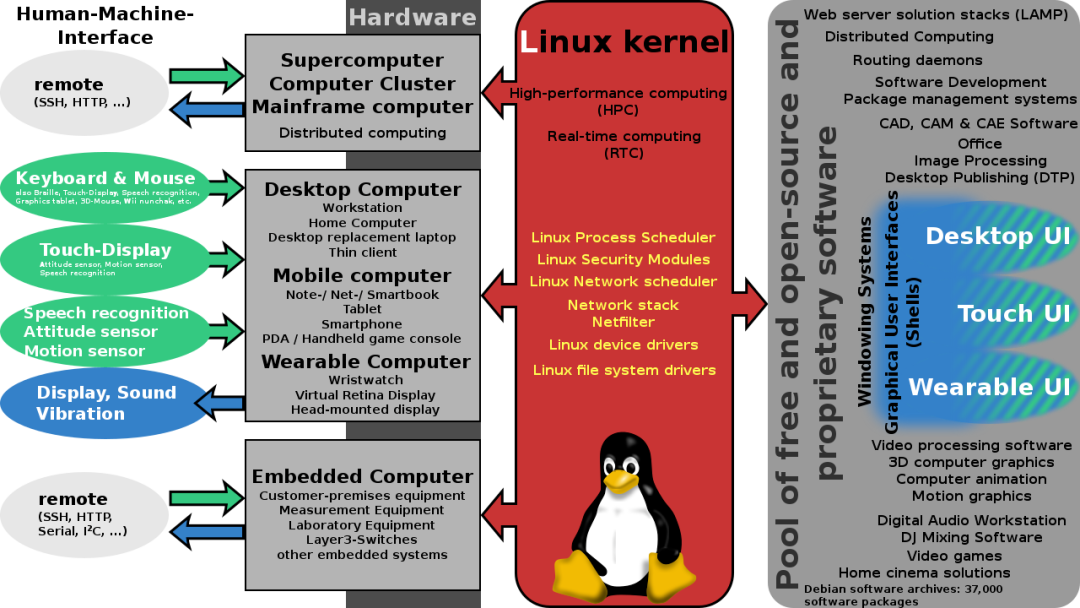 Human-Machine-
Interface
remote
(SSH, HTTP, ...)
Keyboard & Mouse
also Braille, Touch-Display, Speech recognition,
Graphics tablet, 3D-Mouse, Wii nunchak, etc.
Touch-Display
Attitude sensor, Motion sensor,
Speech recognition
Speech recognition
Attitude sensor
Motion sensor
Display, Sound
Vibration
remote
(SSH, HTTP,
Serial, I²C, ...)
Hardware
Supercomputer
Computer Cluster
Mainframe computer
Distributed computing
Desktop Computer
Workstation
Home Computer
Desktop replacement laptop
Thin client
Mobile computer
Note-/ Net-/ Smartbook
Tablet
Smartphone
PDA / Handheld game console
Wearable Computer
Wristwatch
Virtual Retina Display
Head-mounted display
Embedded Computer
Customer-premises equipment
Measurement Equipment
Laboratory Equipment
Layer3-Switches
other embedded systems
Linux kernel
High-performance computing
(HPC)
Real-time computing
(RTC)
Linux Process Scheduler
Linux Security Modules
Linux Network scheduler
Network stack
Netfilter
Linux device drivers
Linux file system drivers
Pool of free and open-source and
proprietary software
Web server solution stacks (LAMP)
Distributed Computing
Routing daemons
Software Development
Package management systems
CAD, CAM & CAE Software
Office
Image Processing
Desktop Publishing (DTP)
Windowing Systems
Graphical User Interfaces
(Shells)
Desktop UI
Touch UI
Wearable UI
Video processing software
3D computer graphics
Computer animation
Motion graphics
Digital Audio Workstation
DJ Mixing Software
Video games
Home cinema solutions
Debian software archives: 37,000
software packages